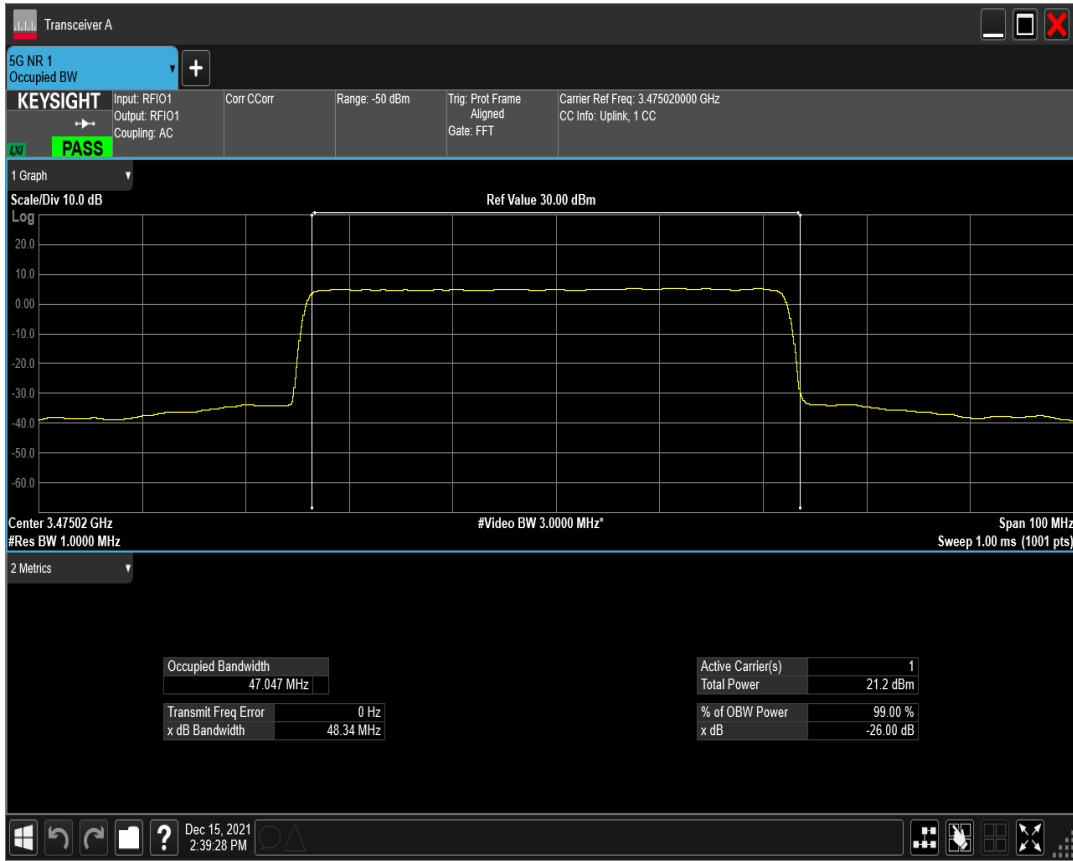 Transceiver A
5G NR 1
Occupied BW
+
KEYSIGHT
LXI
PASS
Input: RFIO1
Output: RFIO1
Coupling: AC
Corr CCorr
Range: -50 dBm
Trig: Prot Frame
Aligned
Gate: FFT
Carrier Ref Freq: 3.475020000 GHz
CC Info: Uplink, 1 CC
1 Graph
Scale/Div 10.0 dB
Ref Value 30.00 dBm
Log
20.0
10.0
0.00
-10.0
-20.0
-30.0
-40.0
-50.0
-60.0
Center 3.47502 GHz
#Video BW 3.0000 MHz*
Span 100 MHz
#Res BW 1.0000 MHz
Sweep 1.00 ms (1001 pts)
2 Metrics
Occupied Bandwidth
47.047 MHz
Transmit Freq Error 0 Hz
x dB Bandwidth 48.34 MHz
Active Carrier(s) 1
Total Power 21.2 dBm
% of OBW Power 99.00 %
x dB -26.00 dB
?
Dec 15, 2021
2:39:28 PM